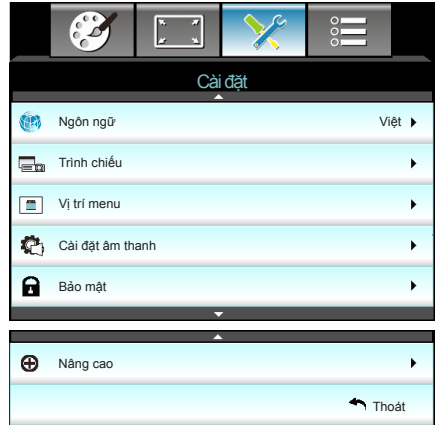 Cài đặt
Ngôn ngữ Việt
Trình chiếu
Vị trí menu
Cài đặt âm thanh
Bảo mật
Nâng cao
Thoát